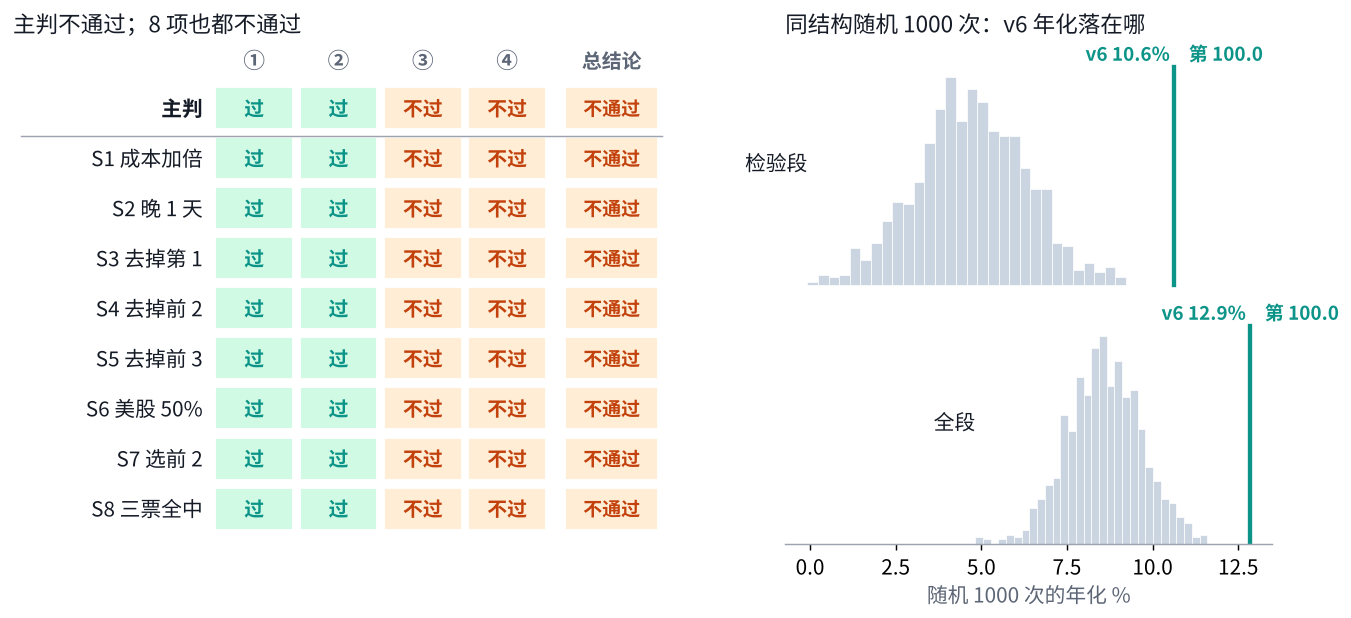 主判不通过；8 项也都不通过
① ② ③ ④ 总结论
主判 过 过 不过 不过 不通过
S1 成本加倍 过 过 不过 不过 不通过
S2 晚 1 天 过 过 不过 不过 不通过
S3 去掉第 1 过 过 不过 不过 不通过
S4 去掉前 2 过 过 不过 不过 不通过
S5 去掉前 3 过 过 不过 不过 不通过
S6 美股 50% 过 过 不过 不过 不通过
S7 选前 2 过 过 不过 不过 不通过
S8 三票全中 过 过 不过 不过 不通过
同结构随机 1000 次：v6 年化落在哪
v6 10.6% 第 100.0
检验段
v6 12.9% 第 100.0
全段
0.0 2.5 5.0 7.5 10.0 12.5
随机 1000 次的年化 %